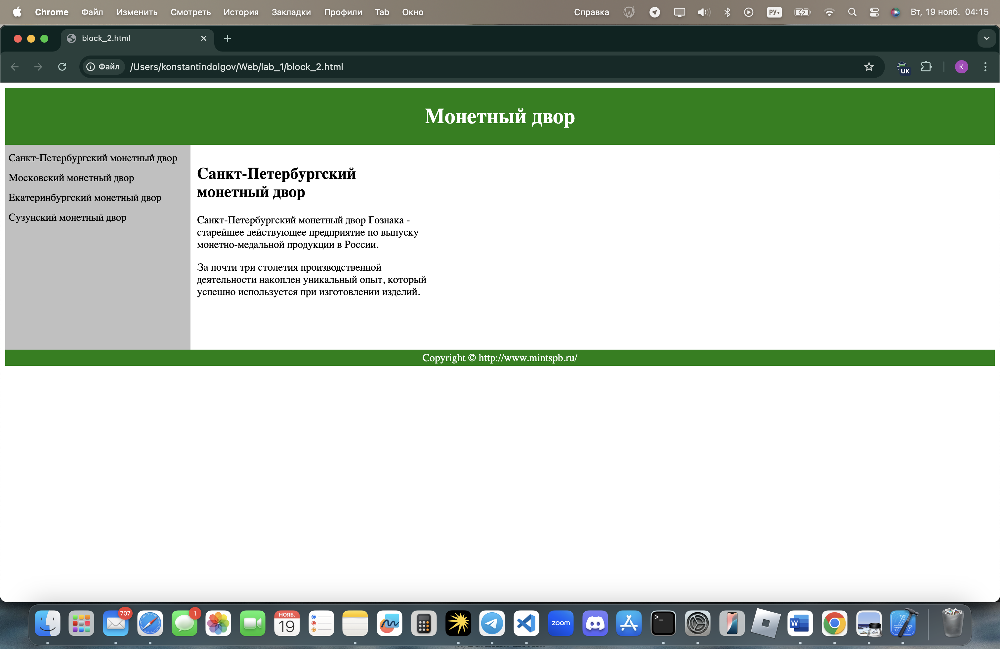 Chrome Файл Изменить Смотреть История Закладки Профили Tab Окно Справка РУ Вт, 19 нояб. 04:15
block_2.html
Файл /Users/konstantindolgov/Web/lab_1/block_2.html UK K
Монетный двор
Санкт-Петербургский монетный двор
Московский монетный двор
Екатеринбургский монетный двор
Сузунский монетный двор
Санкт-Петербургский
монетный двор
Санкт-Петербургский монетный двор Гознака -
старейшее действующее предприятие по выпуску
монетно-медальной продукции в России.
За почти три столетия производственной
деятельности накоплен уникальный опыт, который
успешно используется при изготовлении изделий.
Copyright © http://www.mintspb.ru/
707 1 НОЯБ. 19 zoom >_ W